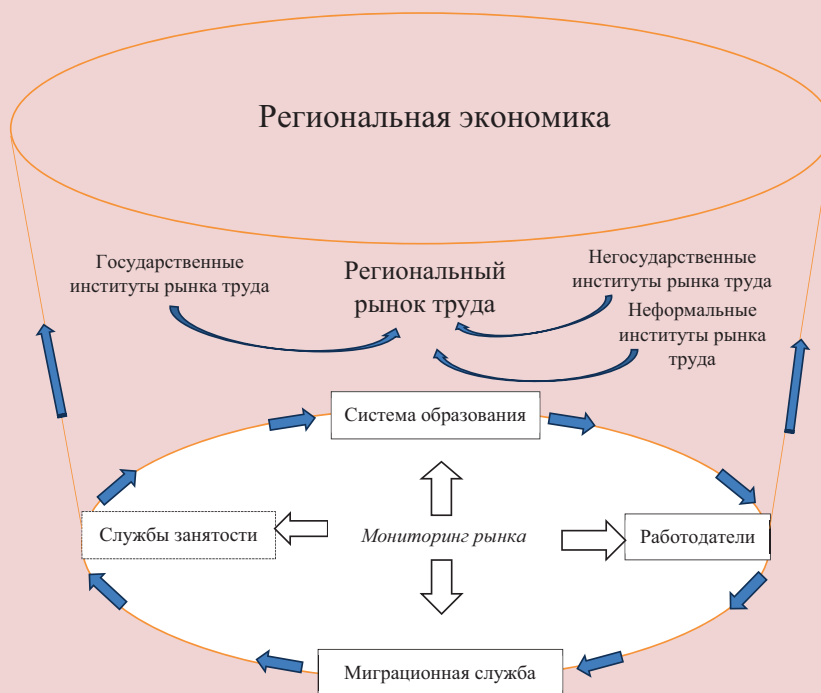 Региональная экономика
Государственные
институты рынка труда
Региональный
рынок труда
Негосударственные
институты рынка труда
Неформальные
институты рынка
труда
Система образования
Службы занятости
Мониторинг рынка
Работодатели
Миграционная служба